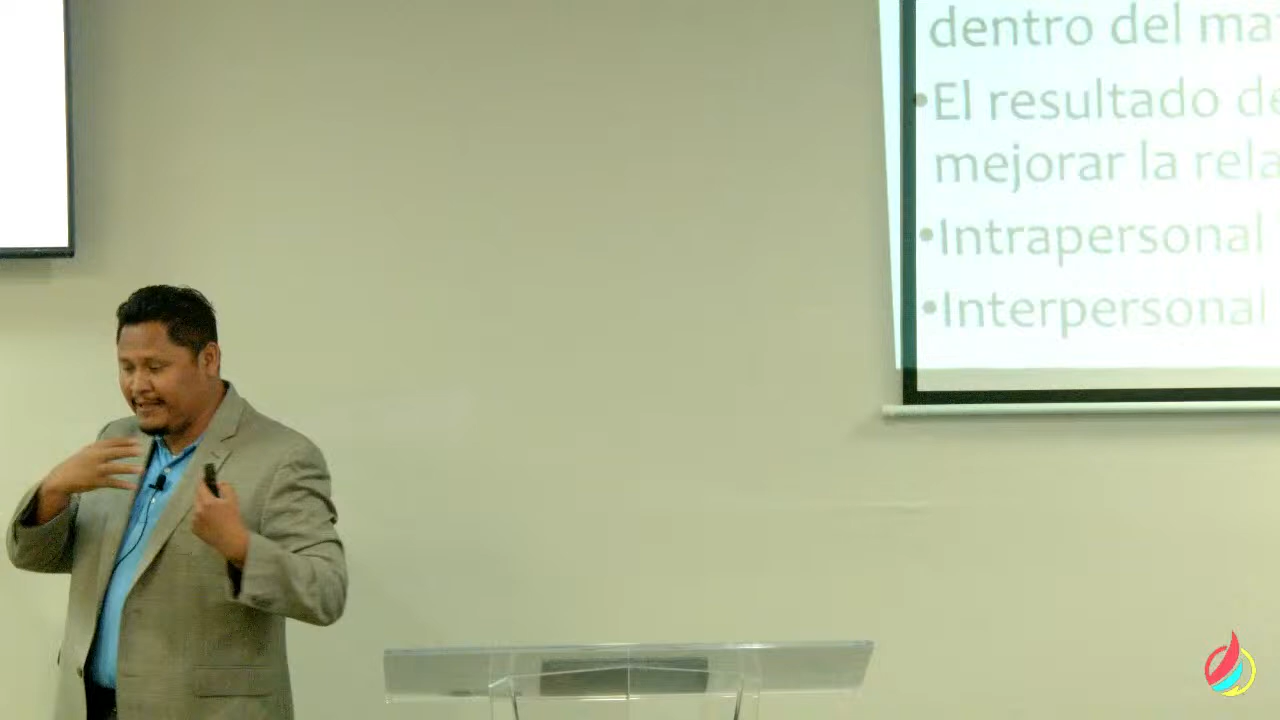 dentro del ma
•El resultado de
mejorar la rela
•Intrapersonal
•Interpersonal